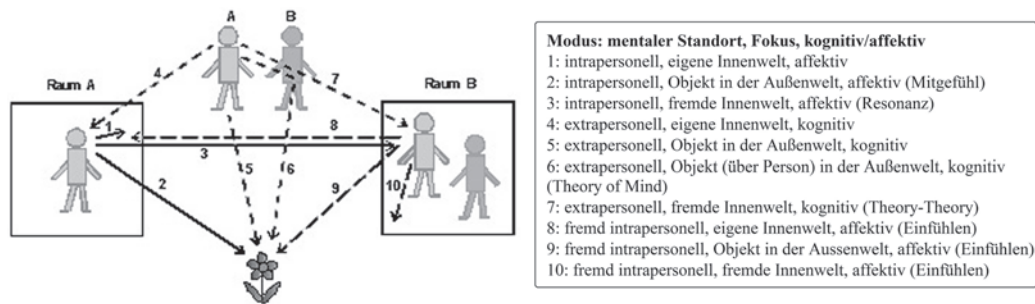 A
B
4
7
Raum A
Raum B
1
8
3
2
5
6
9
10
Modus: mentaler Standort, Fokus, kognitiv/affektiv
1: intrapersonell, eigene Innenwelt, affektiv
2: intrapersonell, Objekt in der Außenwelt, affektiv (Mitgefühl)
3: intrapersonell, fremde Innenwelt, affektiv (Resonanz)
4: extrapersonell, eigene Innenwelt, kognitiv
5: extrapersonell, Objekt in der Außenwelt, kognitiv
6: extrapersonell, Objekt (über Person) in der Außenwelt, kognitiv
(Theory of Mind)
7: extrapersonell, fremde Innenwelt, kognitiv (Theory-Theory)
8: fremd intrapersonell, eigene Innenwelt, affektiv (Einfühlen)
9: fremd intrapersonell, Objekt in der Aussenwelt, affektiv (Einfühlen)
10: fremd intrapersonell, fremde Innenwelt, affektiv (Einfühlen)